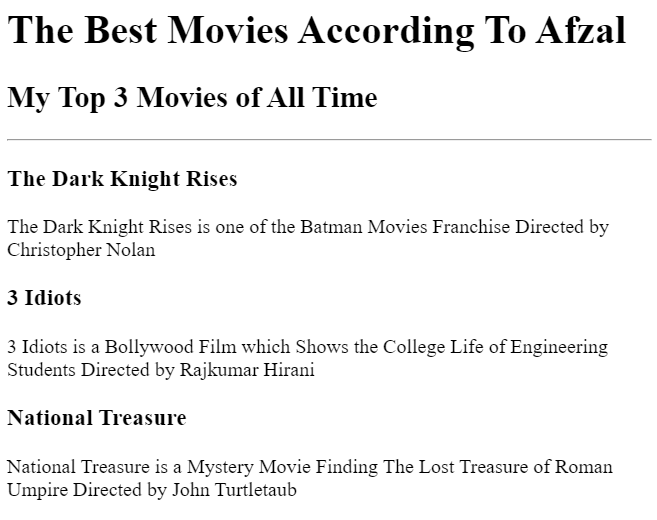 The Best Movies According To Afzal
My Top 3 Movies of All Time
The Dark Knight Rises
The Dark Knight Rises is one of the Batman Movies Franchise Directed by
Christopher Nolan
3 Idiots
3 Idiots is a Bollywood Film which Shows the College Life of Engineering
Students Directed by Rajkumar Hirani
National Treasure
National Treasure is a Mystery Movie Finding The Lost Treasure of Roman
Umpire Directed by John Turtletaub